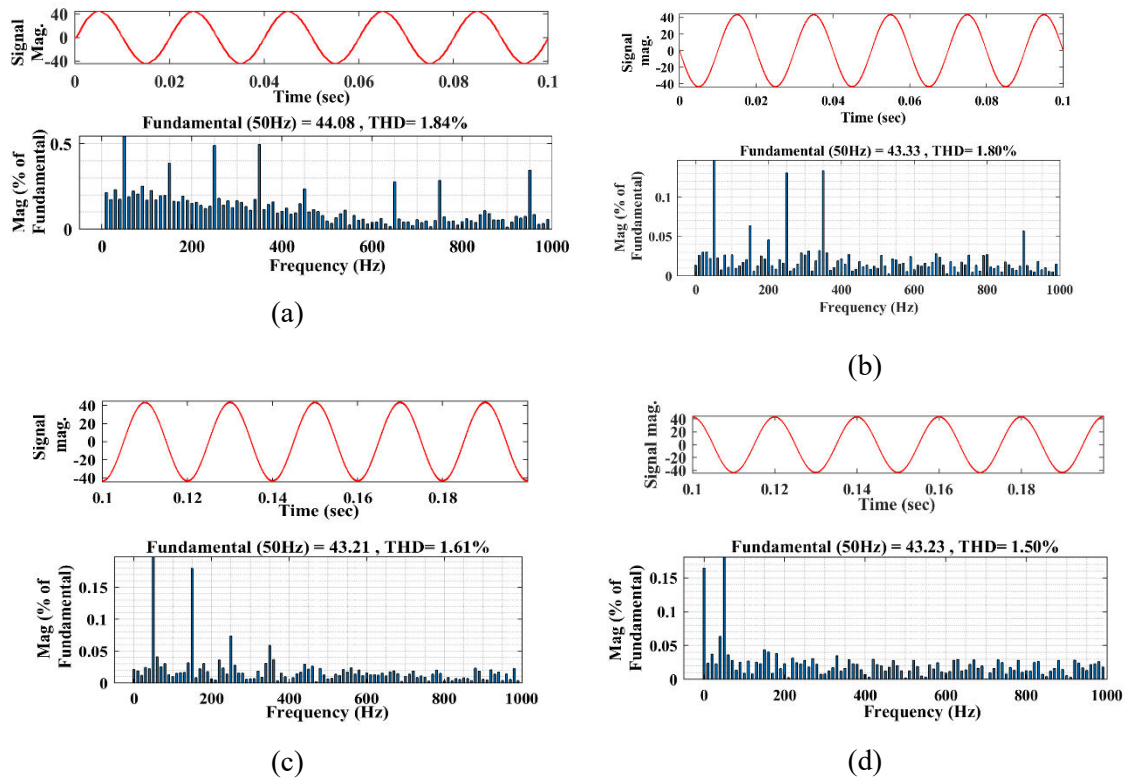 (a)
Signal
Mag.
40
0
-40
0 0.02 0.04 0.06 0.08 0.1
Time (sec)
Fundamental (50Hz) = 44.08 , THD= 1.84%
Mag (% of
Fundamental)
0.5
0
0 200 400 600 800 1000
Frequency (Hz)
(a)
Signal
mag.
40
20
0
-20
-40
0 0.02 0.04 0.06 0.08 0.1
Time (sec)
Fundamental (50Hz) = 43.33 , THD= 1.80%
Mag (% of
Fundamental)
0.1
0.05
0
0 200 400 600 800 1000
Frequency (Hz)
(b)
Signal
mag.
40
20
0
-20
-40
0.1 0.12 0.14 0.16 0.18
Time (sec)
Fundamental (50Hz) = 43.21 , THD= 1.61%
Mag (% of
Fundamental)
0.15
0.1
0.05
0
0 200 400 600 800 1000
Frequency (Hz)
(c)
Signal mag.
40
20
0
-20
-40
0.1 0.12 0.14 0.16 0.18
Time (sec)
Fundamental (50Hz) = 43.23 , THD= 1.50%
Mag (% of
Fundamental)
0.15
0.1
0.05
0
0 200 400 600 800 1000
Frequency (Hz)
(d)